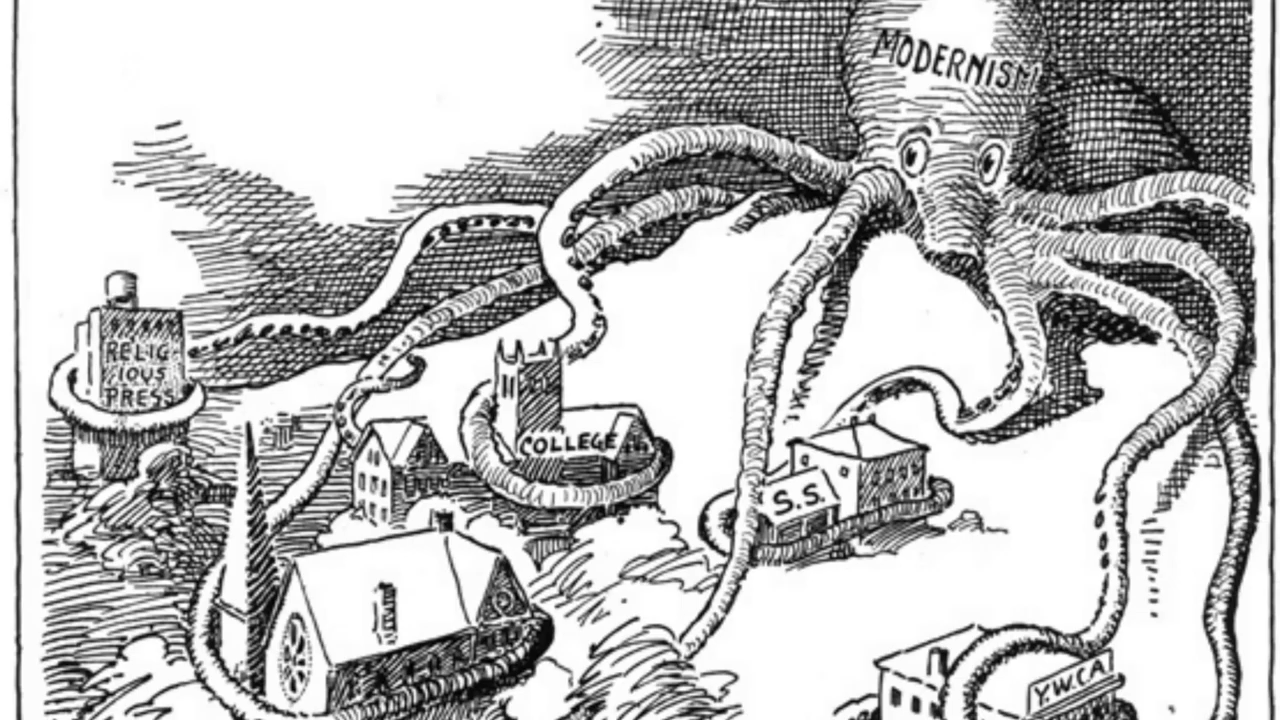 MODERNISM
RELIG-
IOUS
PRESS
COLLEGE
S.S.
Y.W.C.A.